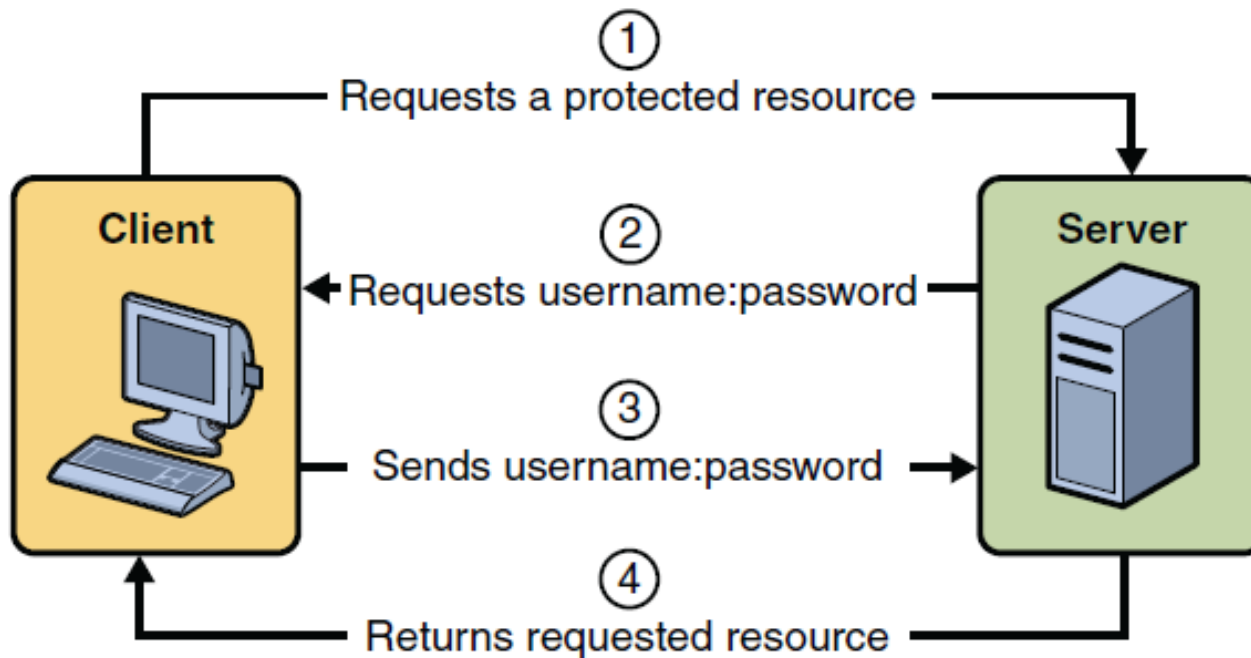 1
Requests a protected resource
Client
Server
2
Requests username:password
3
Sends username:password
4
Returns requested resource